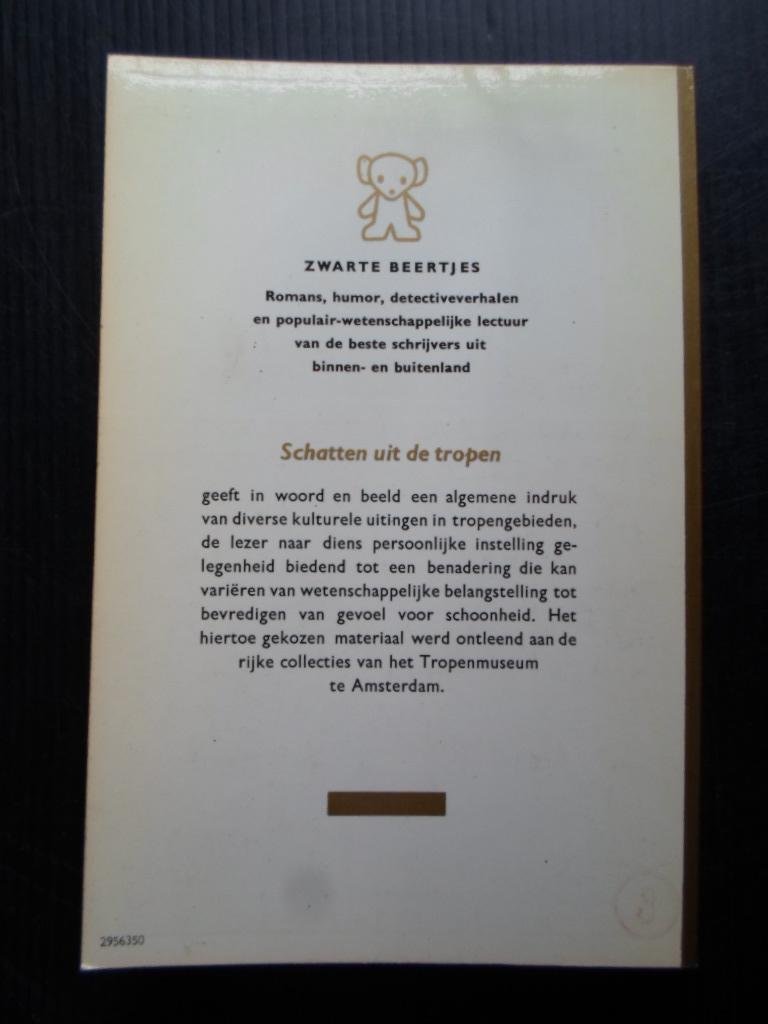 ZWARTE BEERTJES
Romans, humor, detectiveverhalen
en populair-wetenschappelijke lectuur
van de beste schrijvers uit
binnen- en buitenland
Schatten uit de tropen
geeft in woord en beeld een algemene indruk
van diverse kulturele uitingen in tropengebieden,
de lezer naar diens persoonlijke instelling ge-
legenheid biedend tot een benadering die kan
variëren van wetenschappelijke belangstelling tot
bevredigen van gevoel voor schoonheid. Het
hiertoe gekozen materiaal werd ontleend aan de
rijke collecties van het Tropenmuseum
te Amsterdam.
2956350